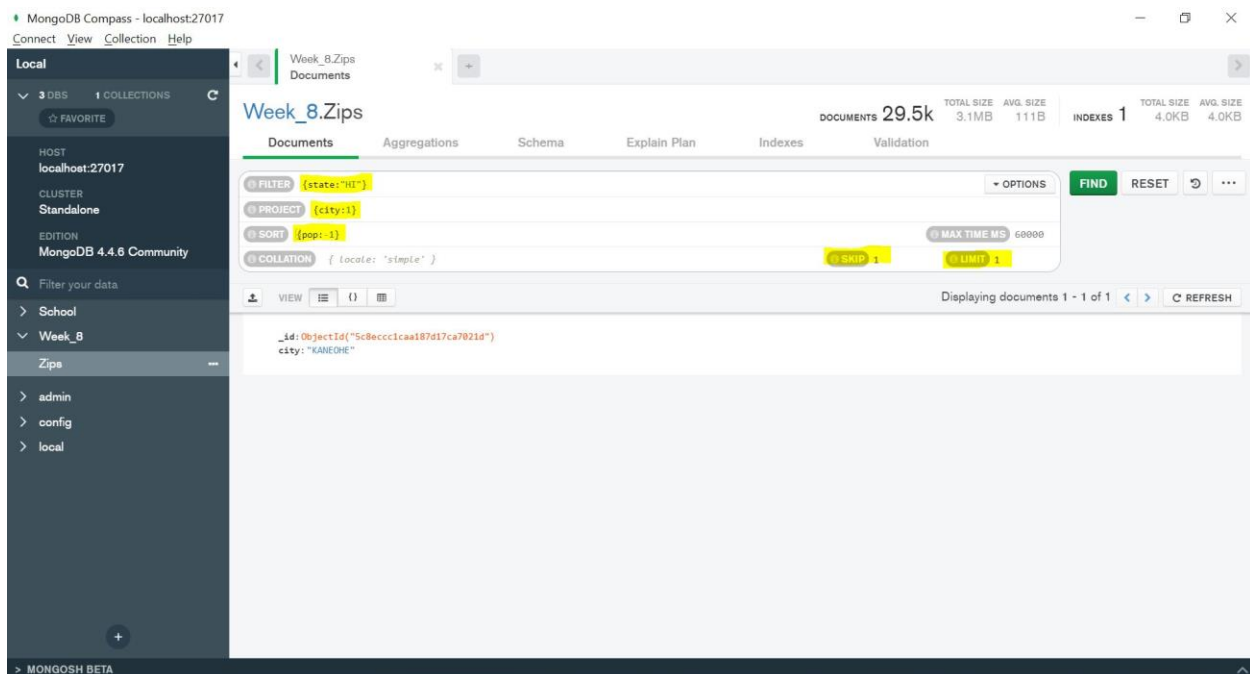 MongoDB Compass - localhost:27017
Connect View Collection Help
Local
3 DBS 1 COLLECTIONS
FAVORITE
HOST
localhost:27017
CLUSTER
Standalone
EDITION
MongoDB 4.4.6 Community
Filter your data
School
Week_8
Zips
admin
config
local
> MONGOSH BETA
Week_8.Zips
Documents
Week_8.Zips
DOCUMENTS 29.5k TOTAL SIZE 3.1MB AVG. SIZE 111B INDEXES 1 TOTAL SIZE 4.0KB AVG. SIZE 4.0KB
Documents Aggregations Schema Explain Plan Indexes Validation
FILTER {state:"HI"} OPTIONS FIND RESET ...
PROJECT {city:1}
SORT {pop:-1} MAX TIME MS 60000
COLLATION { locale: 'simple' } SKIP 1 LIMIT 1
VIEW {} Displaying documents 1 - 1 of 1 < > REFRESH
_id:ObjectId("5c8eccc1caa187d17ca7021d")
city:"KANEOHE"